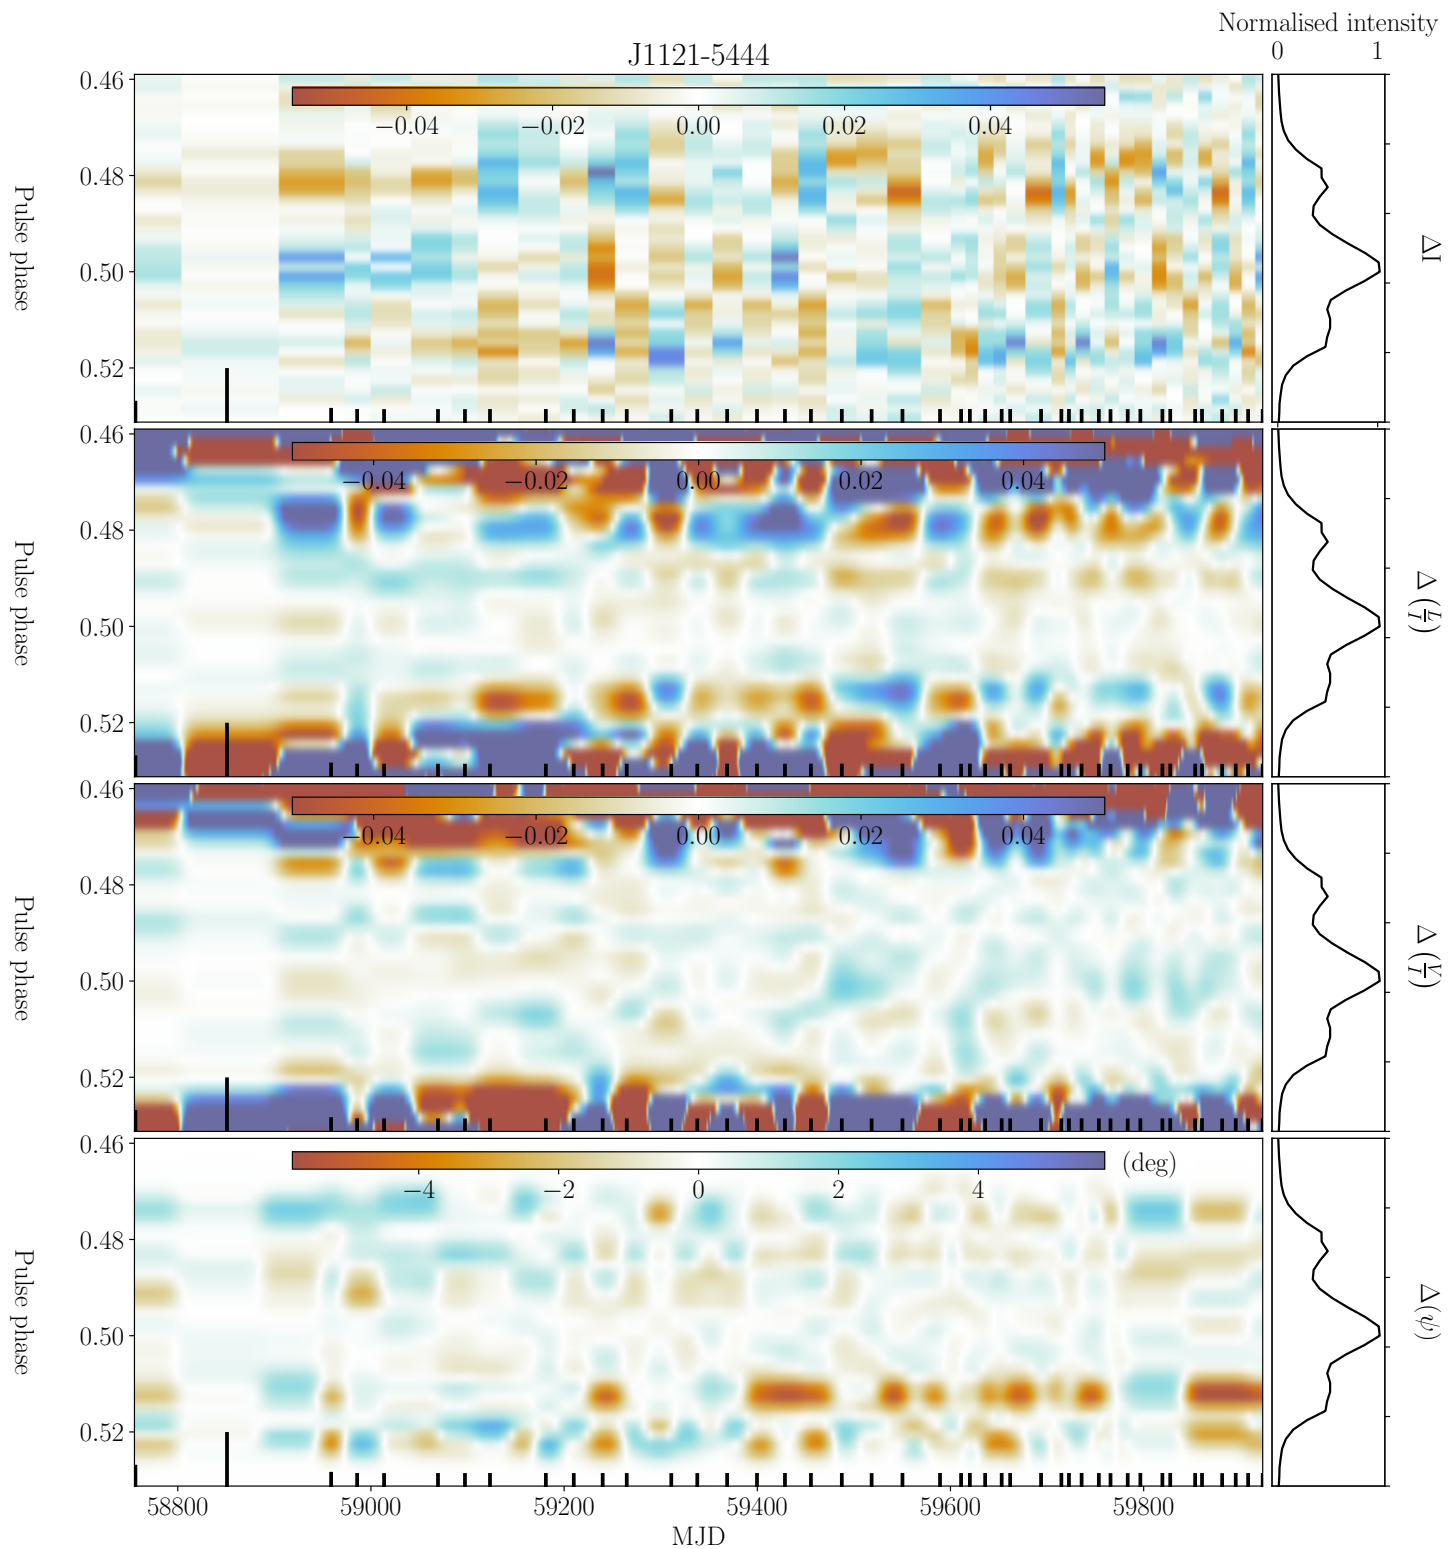 Normalised intensity
J1121-5444
0 1
0.46
−0.04 −0.02 0.00 0.02 0.04
0.48
0.50
0.52
Pulse phase
ΔI
0.46
−0.04 −0.02 0.00 0.02 0.04
0.48
0.50
0.52
Pulse phase
Δ(L/I)
0.46
−0.04 −0.02 0.00 0.02 0.04
0.48
0.50
0.52
Pulse phase
Δ(V/I)
0.46
(deg)
−4 −2 0 2 4
0.48
0.50
0.52
Pulse phase
Δ(ψ)
58800 59000 59200 59400 59600 59800
MJD